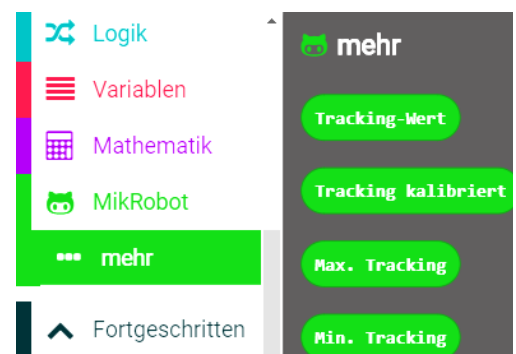 Logik
Variablen
Mathematik
MikRobot
mehr
Fortgeschritten
mehr
Tracking-Wert
Tracking kalibriert
Max. Tracking
Min. Tracking